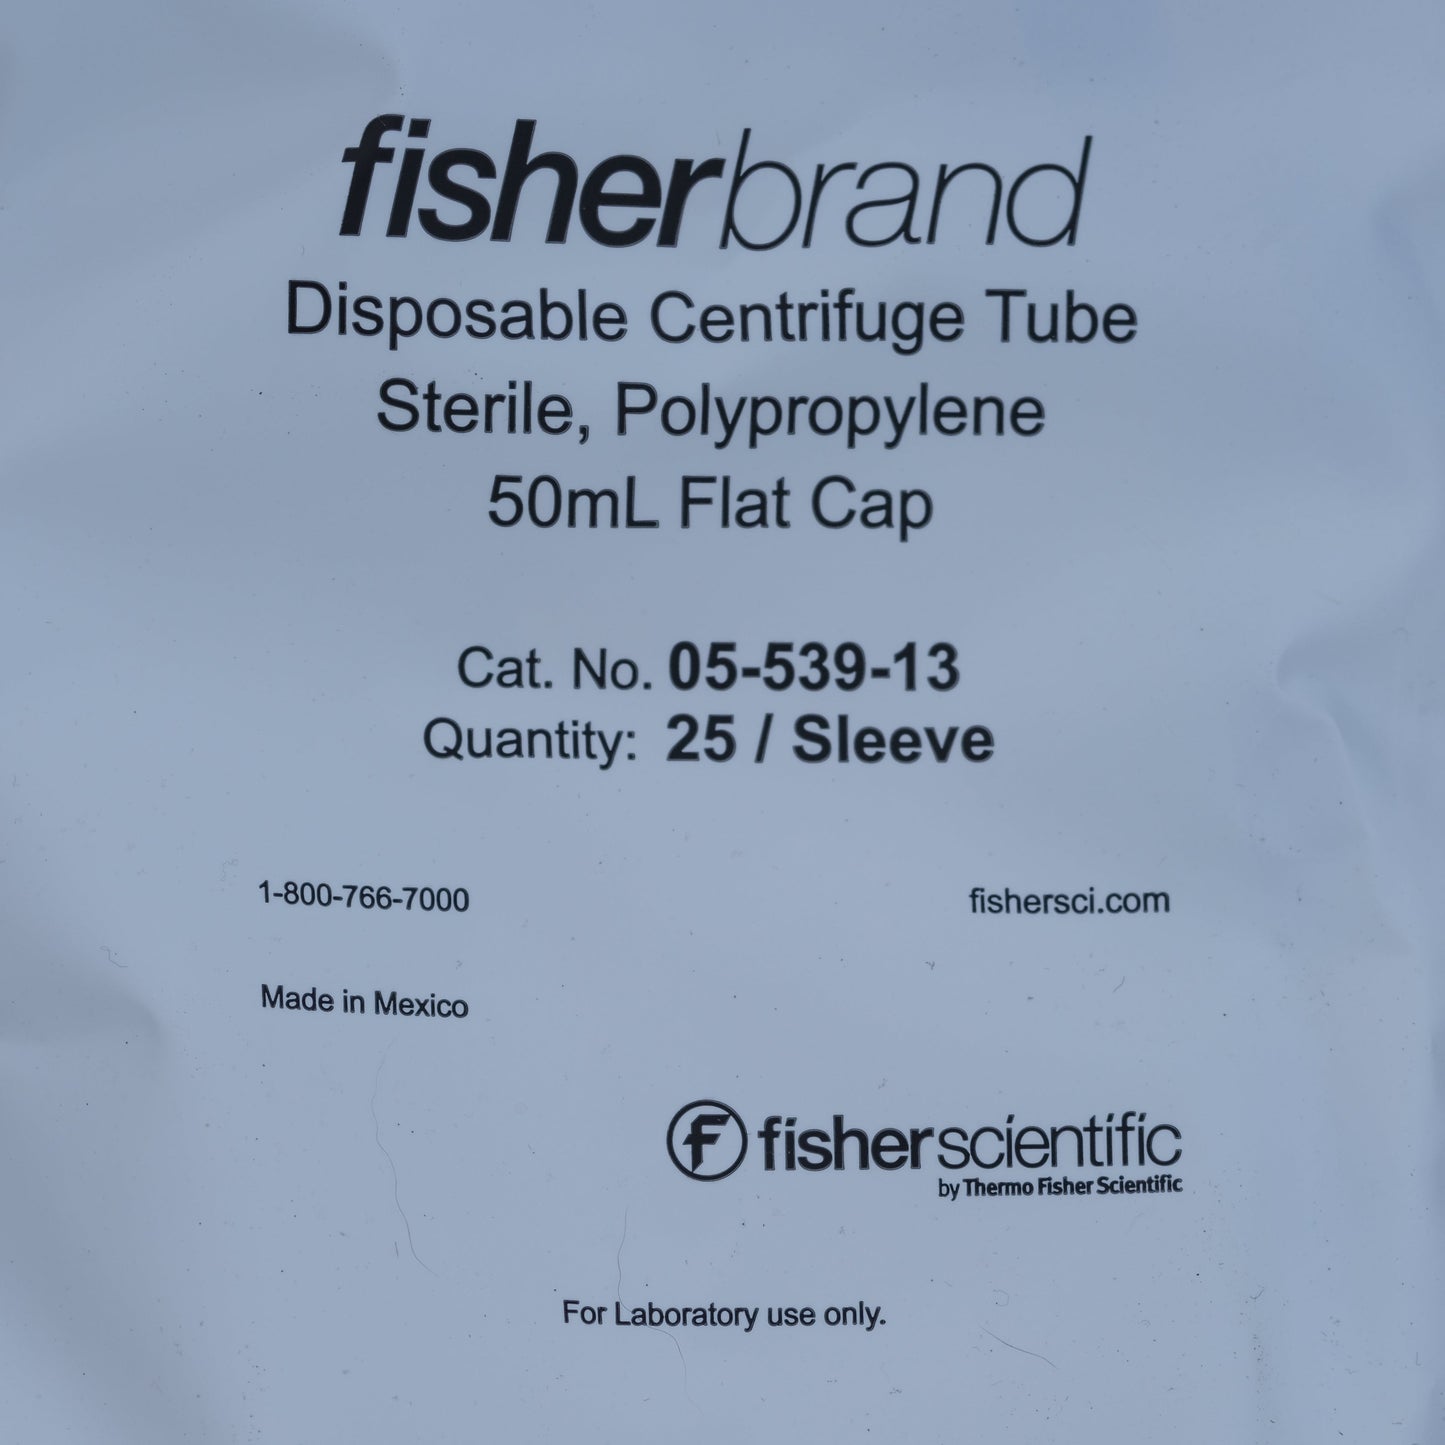 fisherbrand
Disposable Centrifuge Tube
Sterile, Polypropylene
50mL Flat Cap
Cat. No. 05-539-13
Quantity: 25 / Sleeve
1-800-766-7000
fishersci.com
Made in Mexico
fisherscientific
by Thermo Fisher Scientific
For Laboratory use only.